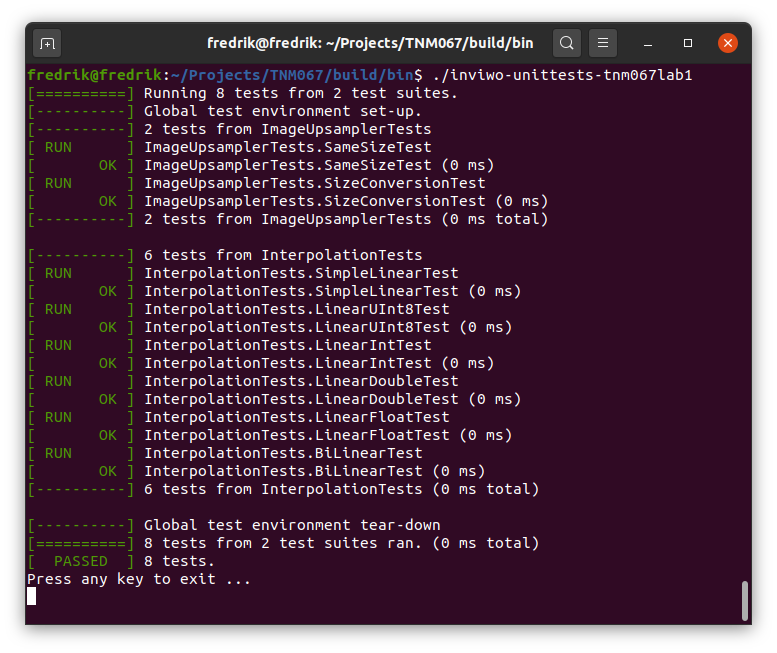 fredrik@fredrik: ~/Projects/TNM067/build/bin
fredrik@fredrik:~/Projects/TNM067/build/bin$ ./inviwo-unittests-tnm067lab1
[==========] Running 8 tests from 2 test suites.
[----------] Global test environment set-up.
[----------] 2 tests from ImageUpsamplerTests
[ RUN      ] ImageUpsamplerTests.SameSizeTest
[       OK ] ImageUpsamplerTests.SameSizeTest (0 ms)
[ RUN      ] ImageUpsamplerTests.SizeConversionTest
[       OK ] ImageUpsamplerTests.SizeConversionTest (0 ms)
[----------] 2 tests from ImageUpsamplerTests (0 ms total)

[----------] 6 tests from InterpolationTests
[ RUN      ] InterpolationTests.SimpleLinearTest
[       OK ] InterpolationTests.SimpleLinearTest (0 ms)
[ RUN      ] InterpolationTests.LinearUInt8Test
[       OK ] InterpolationTests.LinearUInt8Test (0 ms)
[ RUN      ] InterpolationTests.LinearIntTest
[       OK ] InterpolationTests.LinearIntTest (0 ms)
[ RUN      ] InterpolationTests.LinearDoubleTest
[       OK ] InterpolationTests.LinearDoubleTest (0 ms)
[ RUN      ] InterpolationTests.LinearFloatTest
[       OK ] InterpolationTests.LinearFloatTest (0 ms)
[ RUN      ] InterpolationTests.BiLinearTest
[       OK ] InterpolationTests.BiLinearTest (0 ms)
[----------] 6 tests from InterpolationTests (0 ms total)

[----------] Global test environment tear-down
[==========] 8 tests from 2 test suites ran. (0 ms total)
[  PASSED  ] 8 tests.
Press any key to exit ...